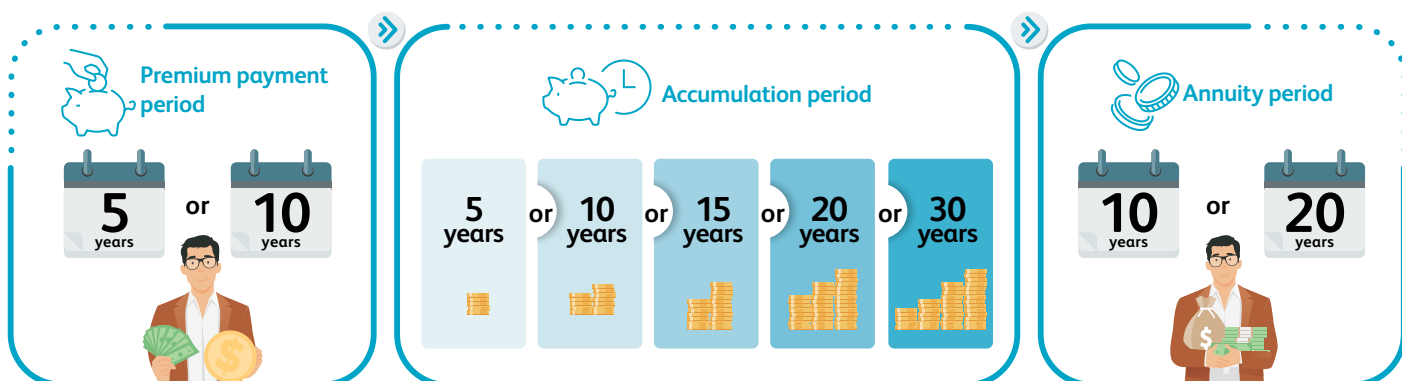 Premium payment
period
5
years
or
10
years
Accumulation period
5
years
or
10
years
or
15
years
or
20
years
or
30
years
Annuity period
10
years
or
20
years